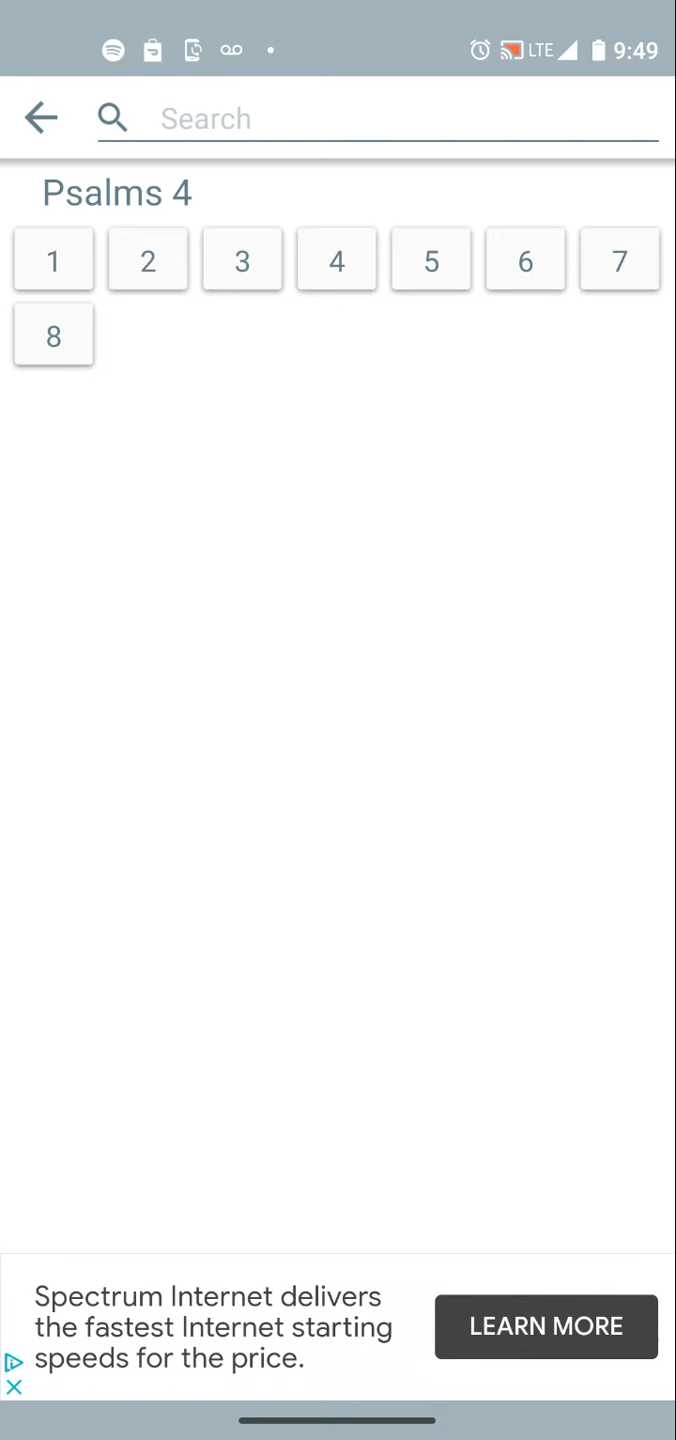 LTE 9:49
Search
Psalms 4
1 2 3 4 5 6 7
8
Spectrum Internet delivers
the fastest Internet starting
speeds for the price.
LEARN MORE